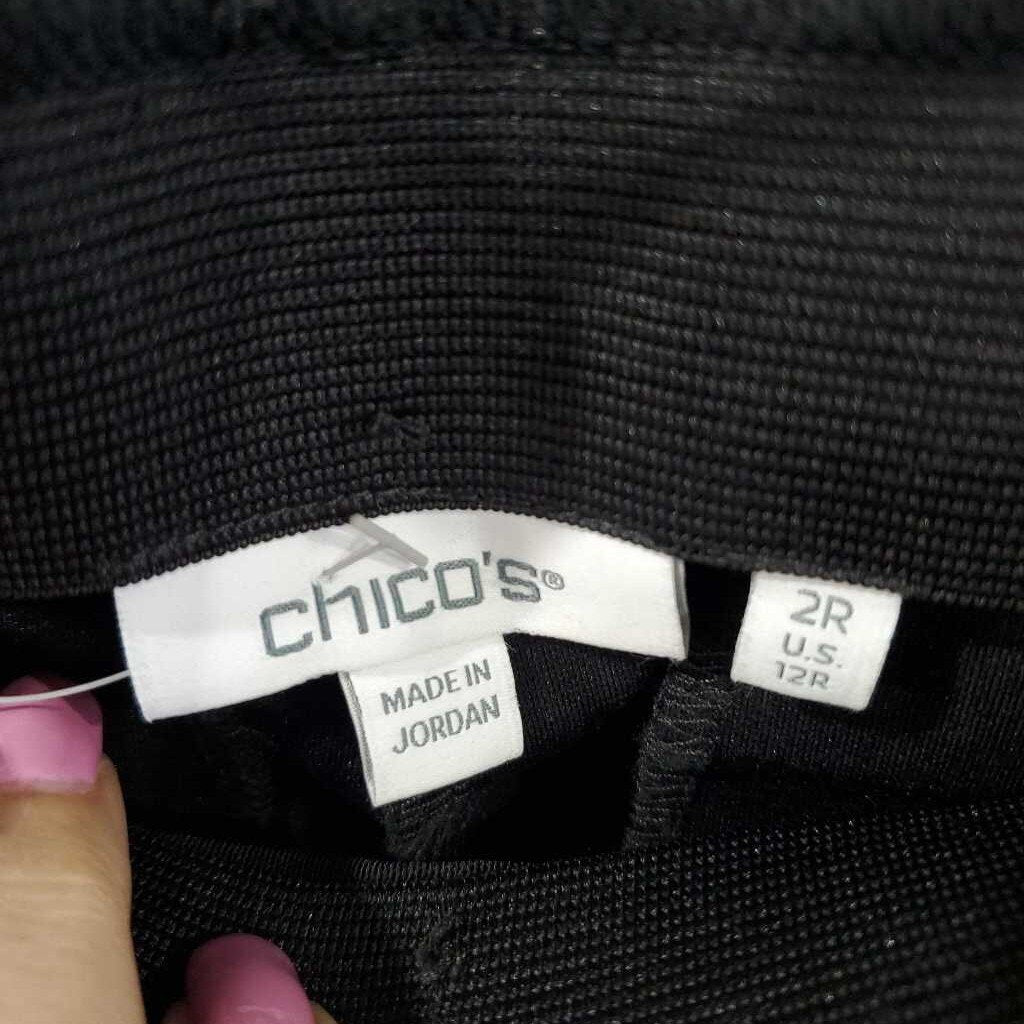 chico's®
MADE IN
JORDAN
2R
U.S.
12R